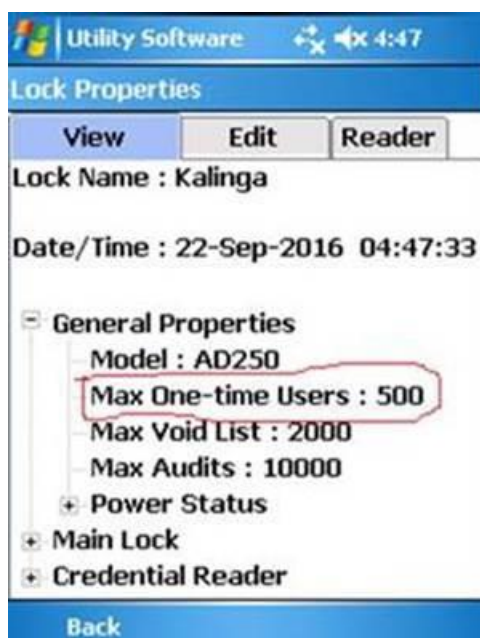 Utility Software 4:47
Lock Properties
View Edit Reader
Lock Name : Kalinga
Date/Time : 22-Sep-2016 04:47:33
General Properties
Model : AD250
Max One-time Users : 500
Max Void List : 2000
Max Audits : 10000
Power Status
Main Lock
Credential Reader
Back